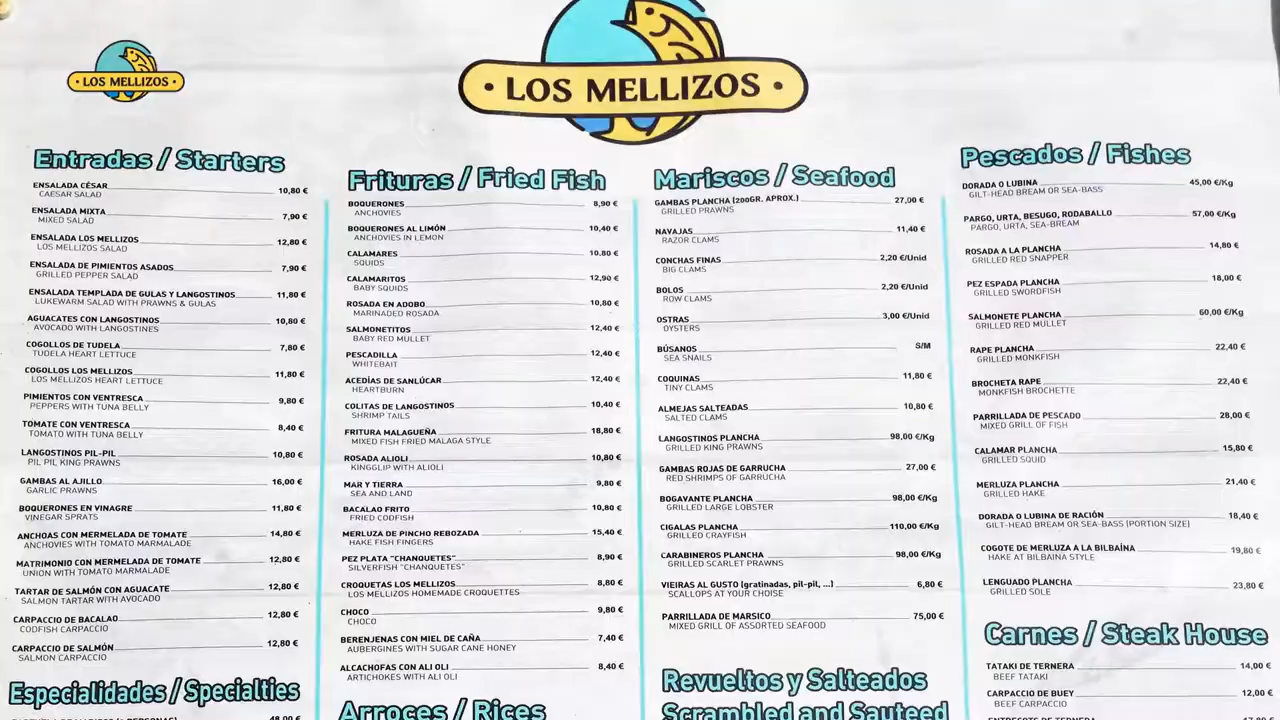 LOS MELLIZOS
LOS MELLIZOS
Entradas / Starters
ENSALADA CÉSAR 10,80 €
CAESAR SALAD
ENSALADA MIXTA 7,90 €
MIXED SALAD
ENSALADA LOS MELLIZOS 12,80 €
LOS MELLIZOS SALAD
ENSALADA DE PIMIENTOS ASADOS 7,90 €
GRILLED PEPPER SALAD
ENSALADA TEMPLADA DE GULAS Y LANGOSTINOS 11,80 €
LUKEWARM SALAD WITH PRAWNS & GULAS
AGUACATES CON LANGOSTINOS 10,80 €
AVOCADO WITH LANGOSTINES
COGOLLOS DE TUDELA 7,80 €
TUDELA HEART LETTUCE
COGOLLOS LOS MELLIZOS 11,80 €
LOS MELLIZOS HEART LETTUCE
PIMIENTOS CON VENTRESCA 9,80 €
PEPPERS WITH TUNA BELLY
TOMATE CON VENTRESCA 8,40 €
TOMATO WITH TUNA BELLY
LANGOSTINOS PIL-PIL 10,80 €
PIL PIL KING PRAWNS
GAMBAS AL AJILLO 16,00 €
GARLIC PRAWNS
BOQUERONES EN VINAGRE 11,80 €
VINEGAR SPRATS
ANCHOAS CON MERMELADA DE TOMATE 14,80 €
ANCHOVIES WITH TOMATO MARMALADE
MATRIMONIO CON MERMELADA DE TOMATE 12,80 €
UNION WITH TOMATO MARMALADE
TARTAR DE SALMÓN CON AGUACATE 12,80 €
SALMON TARTAR WITH AVOCADO
CARPACCIO DE BACALAO 12,80 €
CODFISH CARPACCIO
CARPACCIO DE SALMÓN 12,80 €
SALMON CARPACCIO
Especialidades / Specialties
48,00 €
Frituras / Fried Fish
BOQUERONES 8,90 €
ANCHOVIES
BOQUERONES AL LIMÓN 10,40 €
ANCHOVIES IN LEMON
CALAMARES 10,80 €
SQUIDS
CALAMARITOS 12,90 €
BABY SQUIDS
ROSADA EN ADOBO 10,80 €
MARINADED ROSADA
SALMONETITOS 12,40 €
BABY RED MULLET
PESCADILLA 12,40 €
WHITEBAIT
ACEDÍAS DE SANLÚCAR 12,40 €
HEARTBURN
COLITAS DE LANGOSTINOS 10,40 €
SHRIMP TAILS
FRITURA MALAGUEÑA 18,80 €
MIXED FISH FRIED MALAGA STYLE
ROSADA ALIOLI 10,80 €
KINGGLIP WITH ALIOLI
MAR Y TIERRA 9,80 €
SEA AND LAND
BACALAO FRITO 10,80 €
FRIED CODFISH
MERLUZA DE PINCHO REBOZADA 15,40 €
HAKE FISH FINGERS
PEZ PLATA "CHANQUETES" 8,90 €
SILVERFISH "CHANQUETES"
CROQUETAS LOS MELLIZOS 8,80 €
LOS MELLIZOS HOMEMADE CROQUETTES
CHOCO 9,80 €
CHOCO
BERENJENAS CON MIEL DE CAÑA 7,40 €
AUBERGINES WITH SUGAR CANE HONEY
ALCACHOFAS CON ALI OLI 8,40 €
ARTICHOKES WITH ALI OLI
Arroces / Rices
Mariscos / Seafood
GAMBAS PLANCHA (200GR. APROX.) 27,00 €
GRILLED PRAWNS
NAVAJAS 11,40 €
RAZOR CLAMS
CONCHAS FINAS 2,20 €/Unid
BIG CLAMS
BOLOS 2,20 €/Unid
ROW CLAMS
OSTRAS 3,00 €/Unid
OYSTERS
BÚSANOS S/M
SEA SNAILS
COQUINAS 11,80 €
TINY CLAMS
ALMEJAS SALTEADAS 10,80 €
SALTED CLAMS
LANGOSTINOS PLANCHA 98,00 €/Kg
GRILLED KING PRAWNS
GAMBAS ROJAS DE GARRUCHA 27,00 €
RED SHRIMPS OF GARRUCHA
BOGAVANTE PLANCHA 98,00 €/Kg
GRILLED LARGE LOBSTER
CIGALAS PLANCHA 110,00 €/Kg
GRILLED CRAYFISH
CARABINEROS PLANCHA 98,00 €/Kg
GRILLED SCARLET PRAWNS
VIEIRAS AL GUSTO (gratinadas, pil-pil, ...) 6,80 €
SCALLOPS AT YOUR CHOISE
PARRILLADA DE MARSICO 75,00 €
MIXED GRILL OF ASSORTED SEAFOOD
Revueltos y Salteados
Scrambled and Sauteed
Pescados / Fishes
DORADA O LUBINA 45,00 €/Kg
GILT-HEAD BREAM OR SEA-BASS
PARGO, URTA, BESUGO, RODABALLO 57,00 €/Kg
PARGO, URTA, SEA-BREAM
ROSADA A LA PLANCHA 14,80 €
GRILLED RED SNAPPER
PEZ ESPADA PLANCHA 18,00 €
GRILLED SWORDFISH
SALMONETE PLANCHA 60,00 €/Kg
GRILLED RED MULLET
RAPE PLANCHA 22,40 €
GRILLED MONKFISH
BROCHETA RAPE 22,40 €
MONKFISH BROCHETTE
PARRILLADA DE PESCADO 28,00 €
MIXED GRILL OF FISH
CALAMAR PLANCHA 15,80 €
GRILLED SQUID
MERLUZA PLANCHA 21,40 €
GRILLED HAKE
DORADA O LUBINA DE RACIÓN 18,40 €
GILT-HEAD BREAM OR SEA-BASS (PORTION SIZE)
COGOTE DE MERLUZA A LA BILBAÍNA 19,80 €
HAKE AT BILBAINA STYLE
LENGUADO PLANCHA 23,80 €
GRILLED SOLE
Carnes / Steak House
TATAKI DE TERNERA 14,00 €
BEEF TATAKI
CARPACCIO DE BUEY 12,00 €
BEEF CARPACCIO